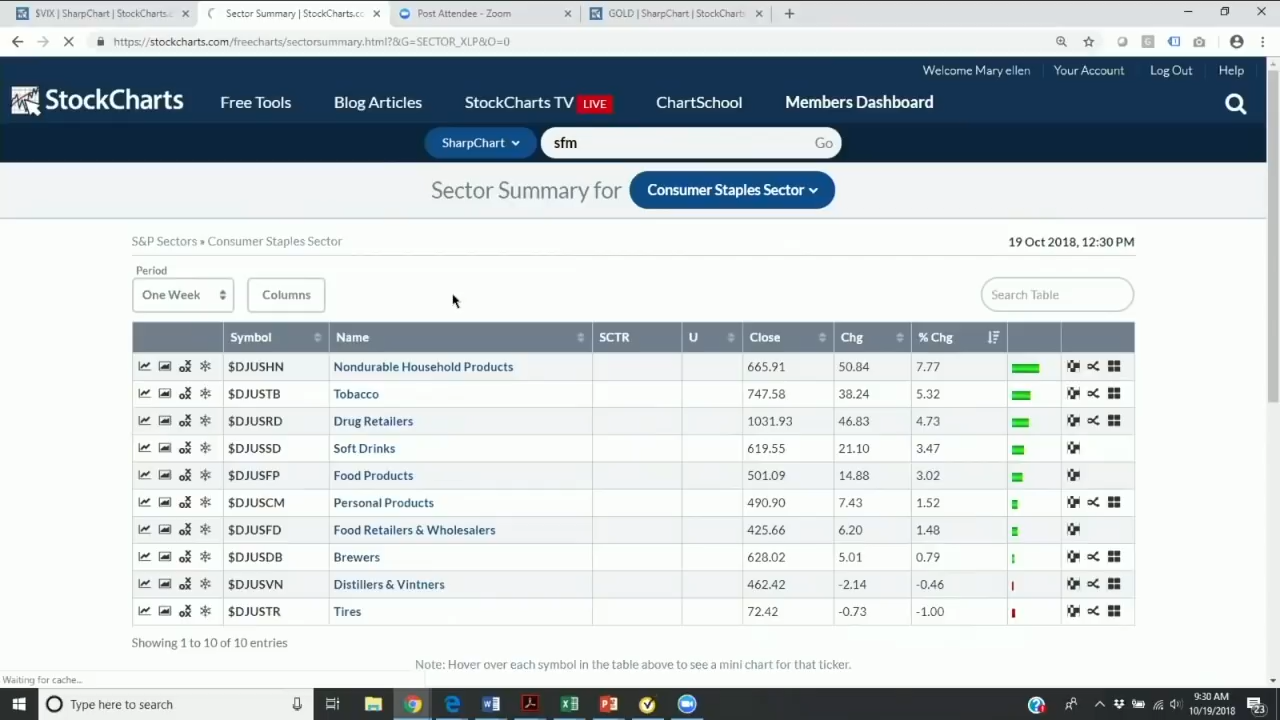 $VIX | SharpChart | StockCharts.c
Sector Summary | StockCharts.co
Post Attendee - Zoom
GOLD | SharpChart | StockCharts
https://stockcharts.com/freecharts/sectorsummary.html?&G=SECTOR_XLP&O=0
Welcome Mary ellen
Your Account
Log Out
Help
StockCharts
Free Tools
Blog Articles
StockCharts TV LIVE
ChartSchool
Members Dashboard
SharpChart
sfm
Go
Sector Summary for Consumer Staples Sector
S&P Sectors » Consumer Staples Sector
19 Oct 2018, 12:30 PM
Period
One Week
Columns
Search Table
Symbol Name SCTR U Close Chg % Chg
$DJUSHN Nondurable Household Products 665.91 50.84 7.77
$DJUSTB Tobacco 747.58 38.24 5.32
$DJUSRD Drug Retailers 1031.93 46.83 4.73
$DJUSSD Soft Drinks 619.55 21.10 3.47
$DJUSFP Food Products 501.09 14.88 3.02
$DJUSCM Personal Products 490.90 7.43 1.52
$DJUSFD Food Retailers & Wholesalers 425.66 6.20 1.48
$DJUSDB Brewers 628.02 5.01 0.79
$DJUSVN Distillers & Vintners 462.42 -2.14 -0.46
$DJUSTR Tires 72.42 -0.73 -1.00
Showing 1 to 10 of 10 entries
Note: Hover over each symbol in the table above to see a mini chart for that ticker.
Waiting for cache...
Type here to search
9:30 AM
10/19/2018
23